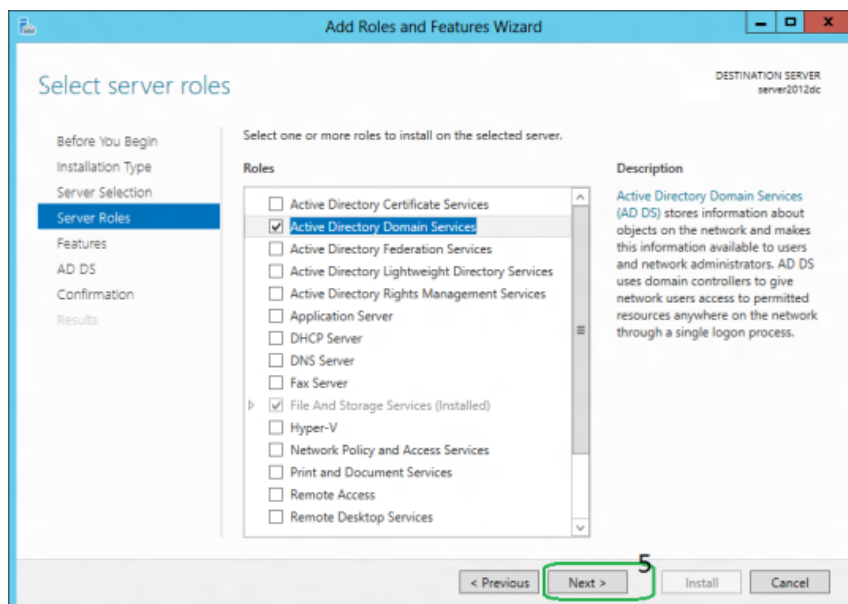 Add Roles and Features Wizard
Select server roles
DESTINATION SERVER
server2012dc
Before You Begin
Installation Type
Server Selection
Server Roles
Features
AD DS
Confirmation
Results
Select one or more roles to install on the selected server.
Roles
Active Directory Certificate Services
Active Directory Domain Services
Active Directory Federation Services
Active Directory Lightweight Directory Services
Active Directory Rights Management Services
Application Server
DHCP Server
DNS Server
Fax Server
File And Storage Services (Installed)
Hyper-V
Network Policy and Access Services
Print and Document Services
Remote Access
Remote Desktop Services
Description
Active Directory Domain Services
(AD DS) stores information about
objects on the network and makes
this information available to users
and network administrators. AD DS
uses domain controllers to give
network users access to permitted
resources anywhere on the network
through a single logon process.
5
< Previous
Next >
Install
Cancel